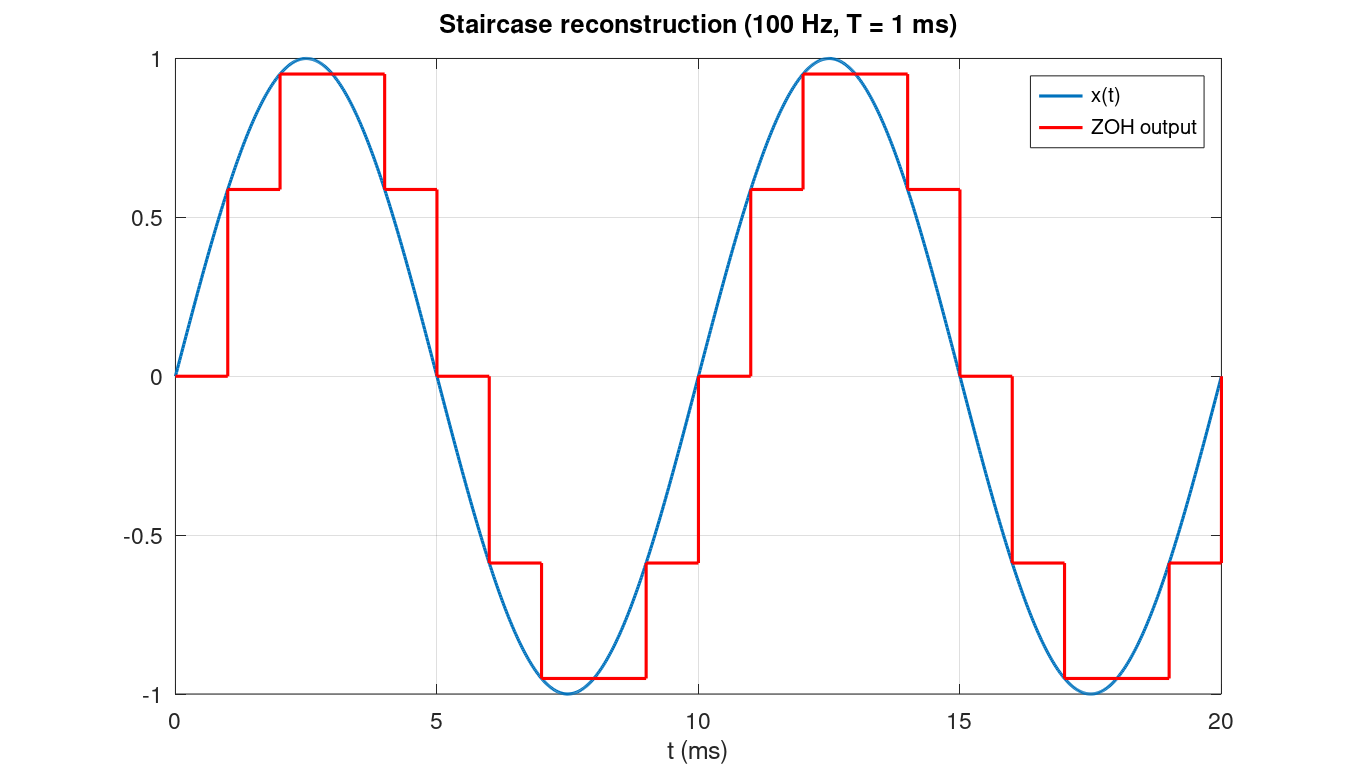 Staircase reconstruction (100 Hz, T = 1 ms)
x(t)
ZOH output
1
0.5
0
-0.5
-1
0 5 10 15 20
t (ms)